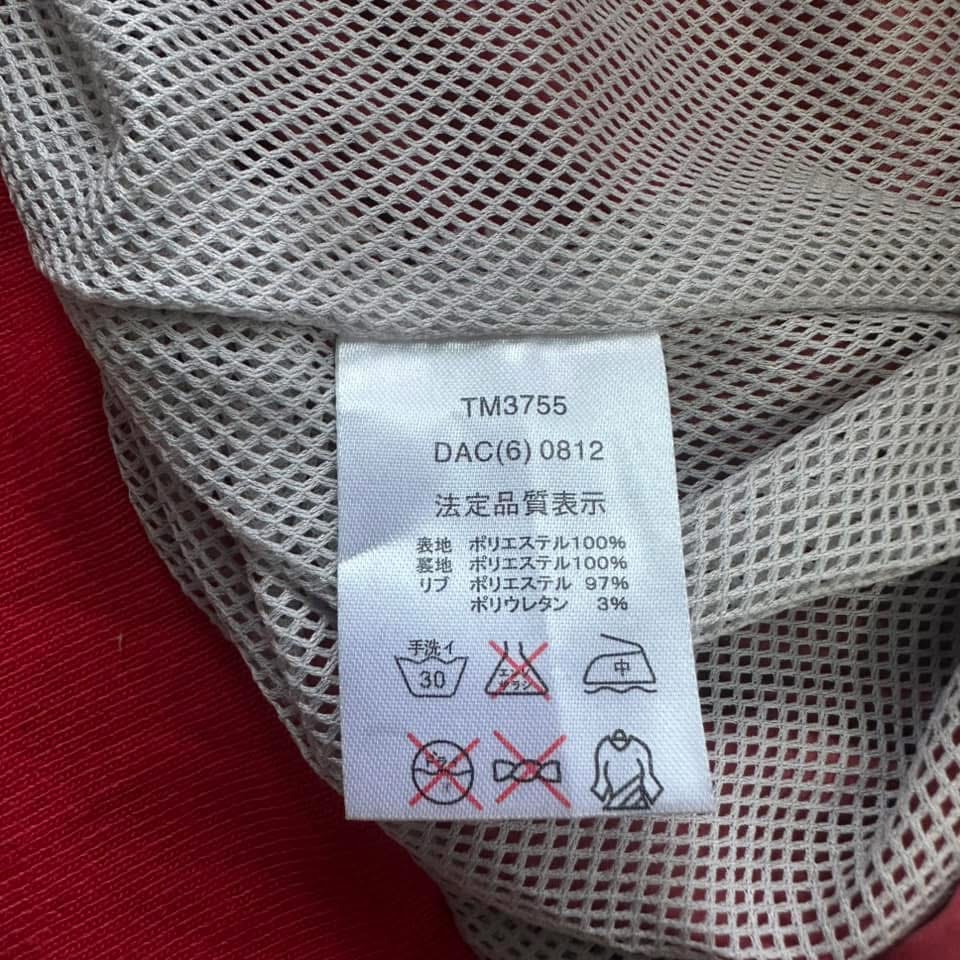 TM3755
DAC(6) 0812
法定品質表示
表地 ポリエステル100%
裏地 ポリエステル100%
リブ ポリエステル 97%
ポリウレタン 3%
手洗イ 中
30